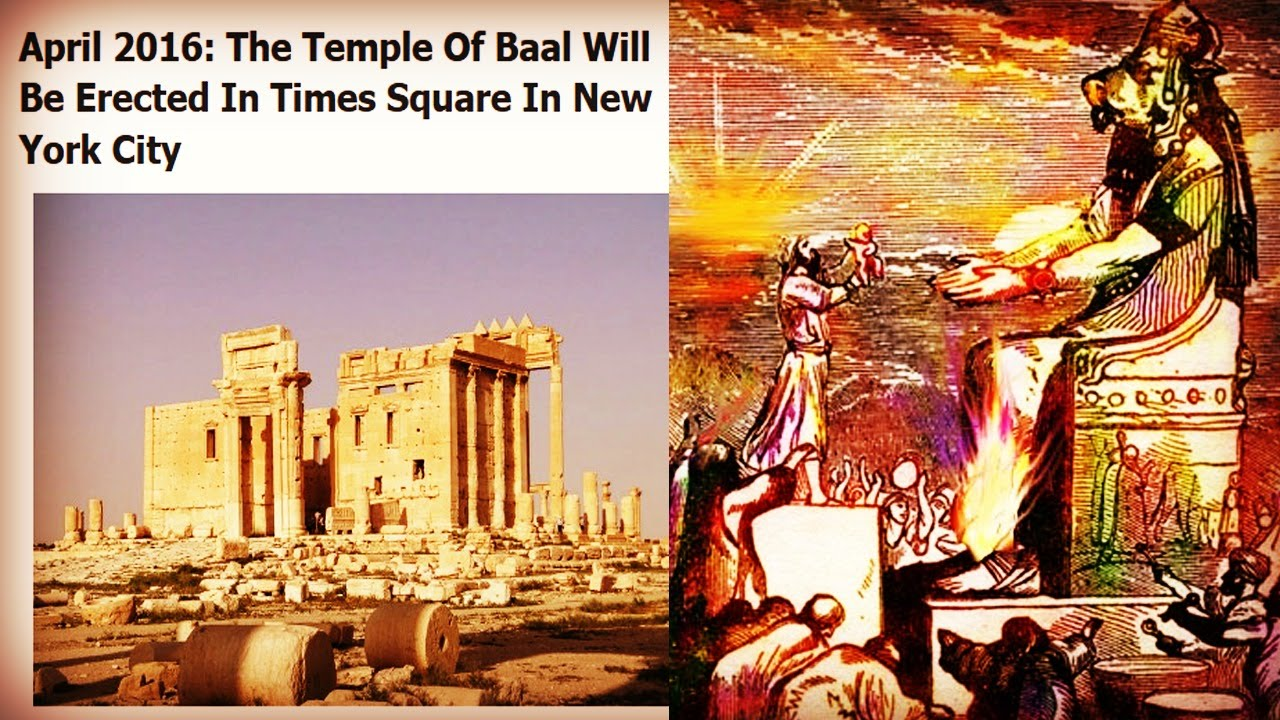 April 2016: The Temple Of Baal Will
Be Erected In Times Square In New
York City